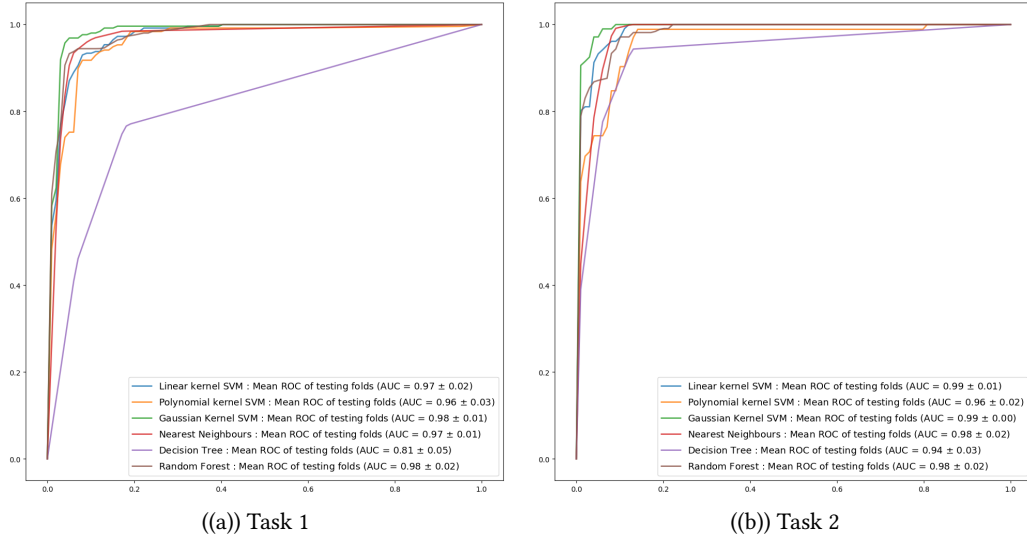 1.0
0.8
0.6
0.4
0.2
0.0
0.0 0.2 0.4 0.6 0.8 1.0
Linear kernel SVM : Mean ROC of testing folds (AUC = 0.97 ± 0.02)
Polynomial kernel SVM : Mean ROC of testing folds (AUC = 0.96 ± 0.03)
Gaussian Kernel SVM : Mean ROC of testing folds (AUC = 0.98 ± 0.01)
Nearest Neighbours : Mean ROC of testing folds (AUC = 0.97 ± 0.01)
Decision Tree : Mean ROC of testing folds (AUC = 0.81 ± 0.05)
Random Forest : Mean ROC of testing folds (AUC = 0.98 ± 0.02)
((a)) Task 1
1.0
0.8
0.6
0.4
0.2
0.0
0.0 0.2 0.4 0.6 0.8 1.0
Linear kernel SVM : Mean ROC of testing folds (AUC = 0.99 ± 0.01)
Polynomial kernel SVM : Mean ROC of testing folds (AUC = 0.96 ± 0.02)
Gaussian Kernel SVM : Mean ROC of testing folds (AUC = 0.99 ± 0.00)
Nearest Neighbours : Mean ROC of testing folds (AUC = 0.98 ± 0.02)
Decision Tree : Mean ROC of testing folds (AUC = 0.94 ± 0.03)
Random Forest : Mean ROC of testing folds (AUC = 0.98 ± 0.02)
((b)) Task 2